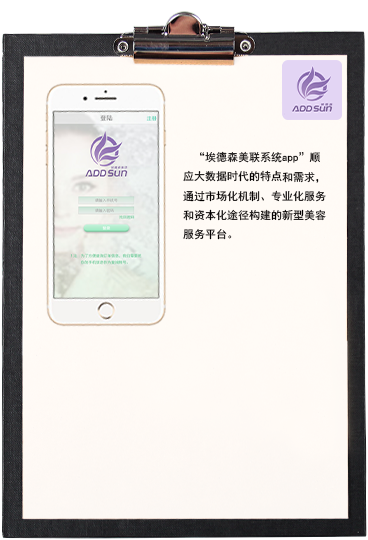 ADDSUN
登陆
注册
ADDSUN
登录
“埃德森美联系统app”顺
应大数据时代的特点和需求，
通过市场化机制、专业化服务
和资本化途径构建的新型美容
服务平台。